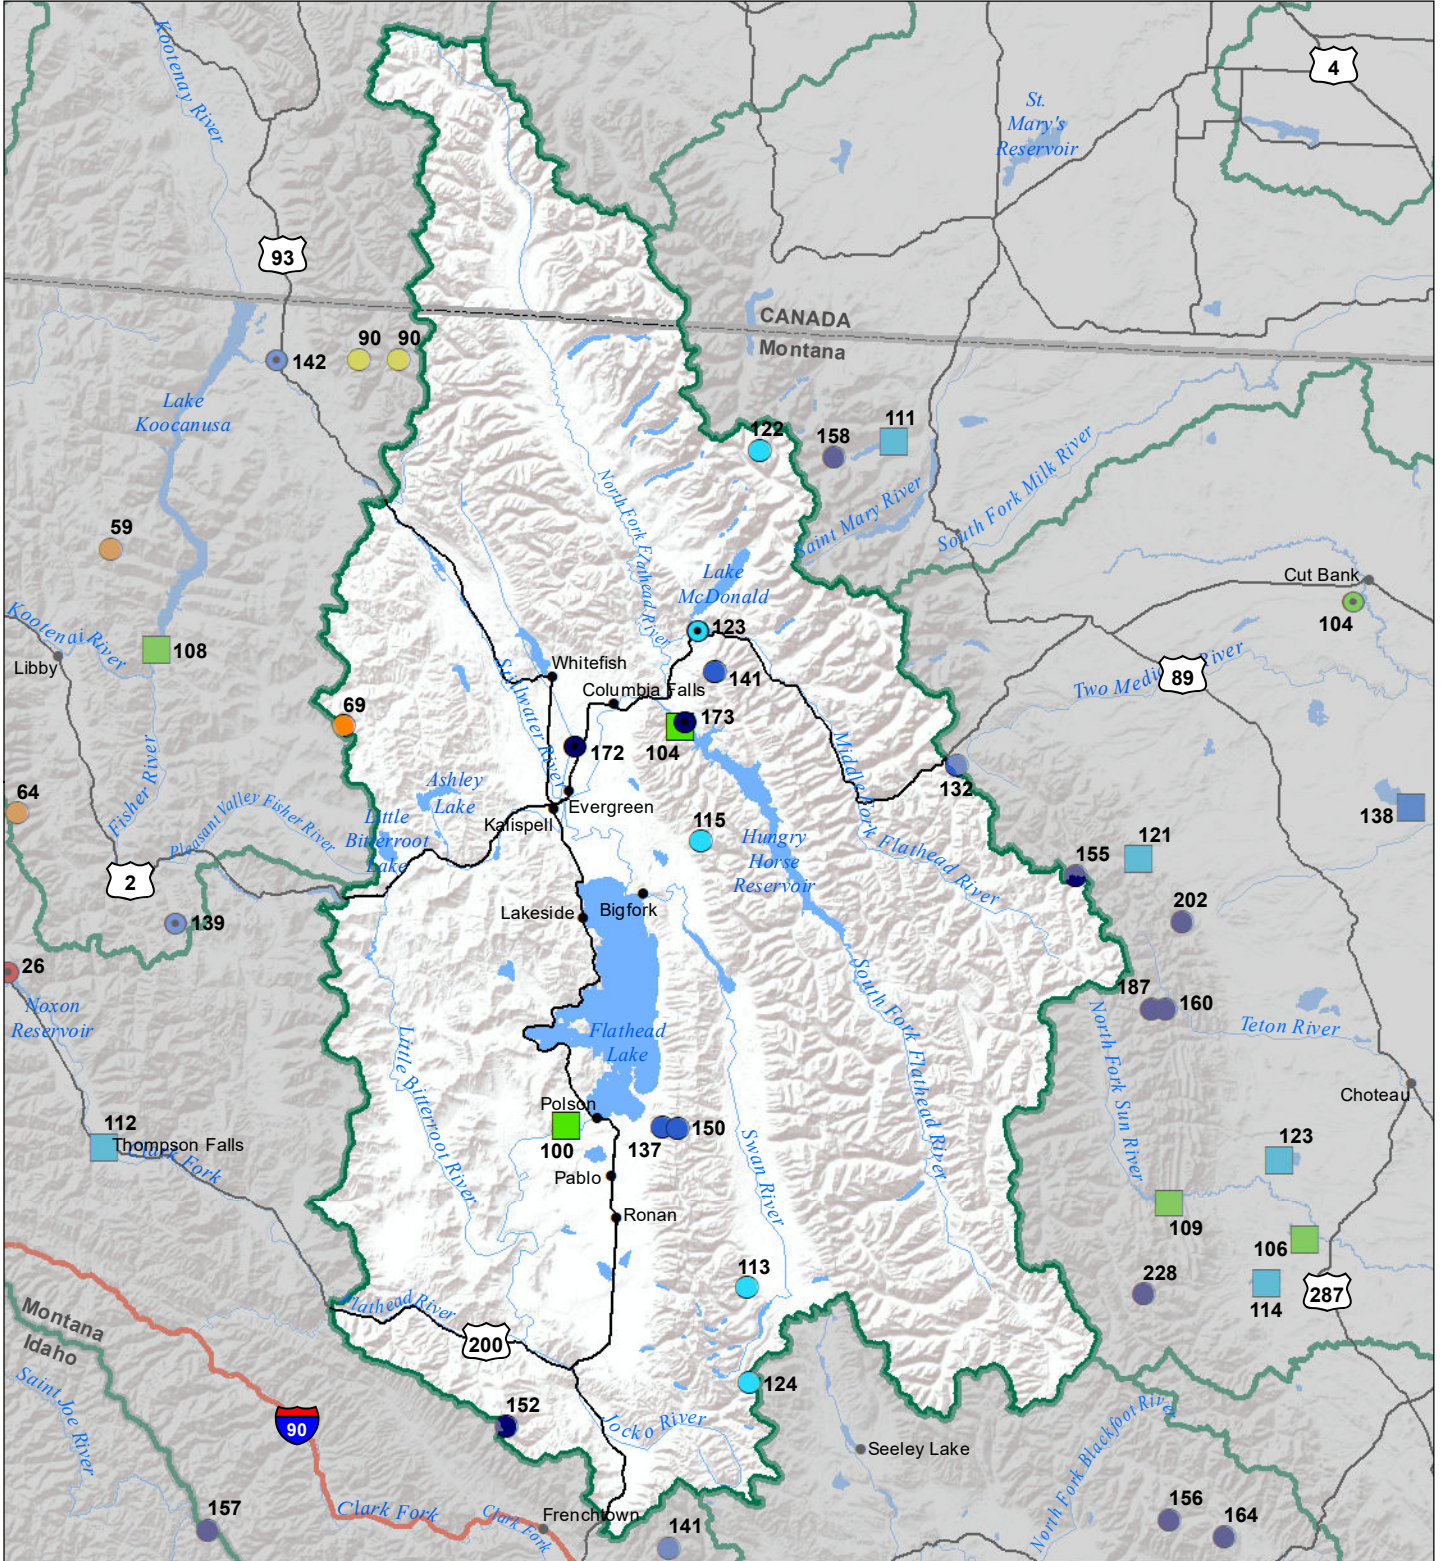 Kootenay River
4
St.
Mary's
Reservoir
93
CANADA
Montana
142
90
90
Lake
Koocanusa
122
158
111
59
North Fork Flathead River
Saint Mary River
South Fork Milk River
Lake
McDonald
Cut Bank
104
Kootenai River
Libby
108
123
Whitefish
141
Columbia Falls
Two Medi River
89
69
Stillwater River
173
104
172
Middle Fork Flathead River
Fisher River
64
Ashley
Lake
Evergreen
Kalispell
132
138
Little
Bitterroot
Lake
Pleasant Valley Fisher River
115
Hungry
Horse
Reservoir
121
155
2
139
Lakeside
Bigfork
202
26
Noxon
Reservoir
187
160
Teton River
Flathead
Lake
South Fork Flathead River
North Fork Sun River
Little Bitterroot River
Choteau
112
Thompson Falls
Clark Fork
Polson
100
137
150
Swan River
123
Pablo
Ronan
109
106
113
228
114
287
Flathead River
Montana
Idaho
200
Saint Joe River
124
152
90
Jocko River
Seeley Lake
North Fork Blackfoot River
157
Clark Fork
Clark Fork
Frenchtown
141
156
164